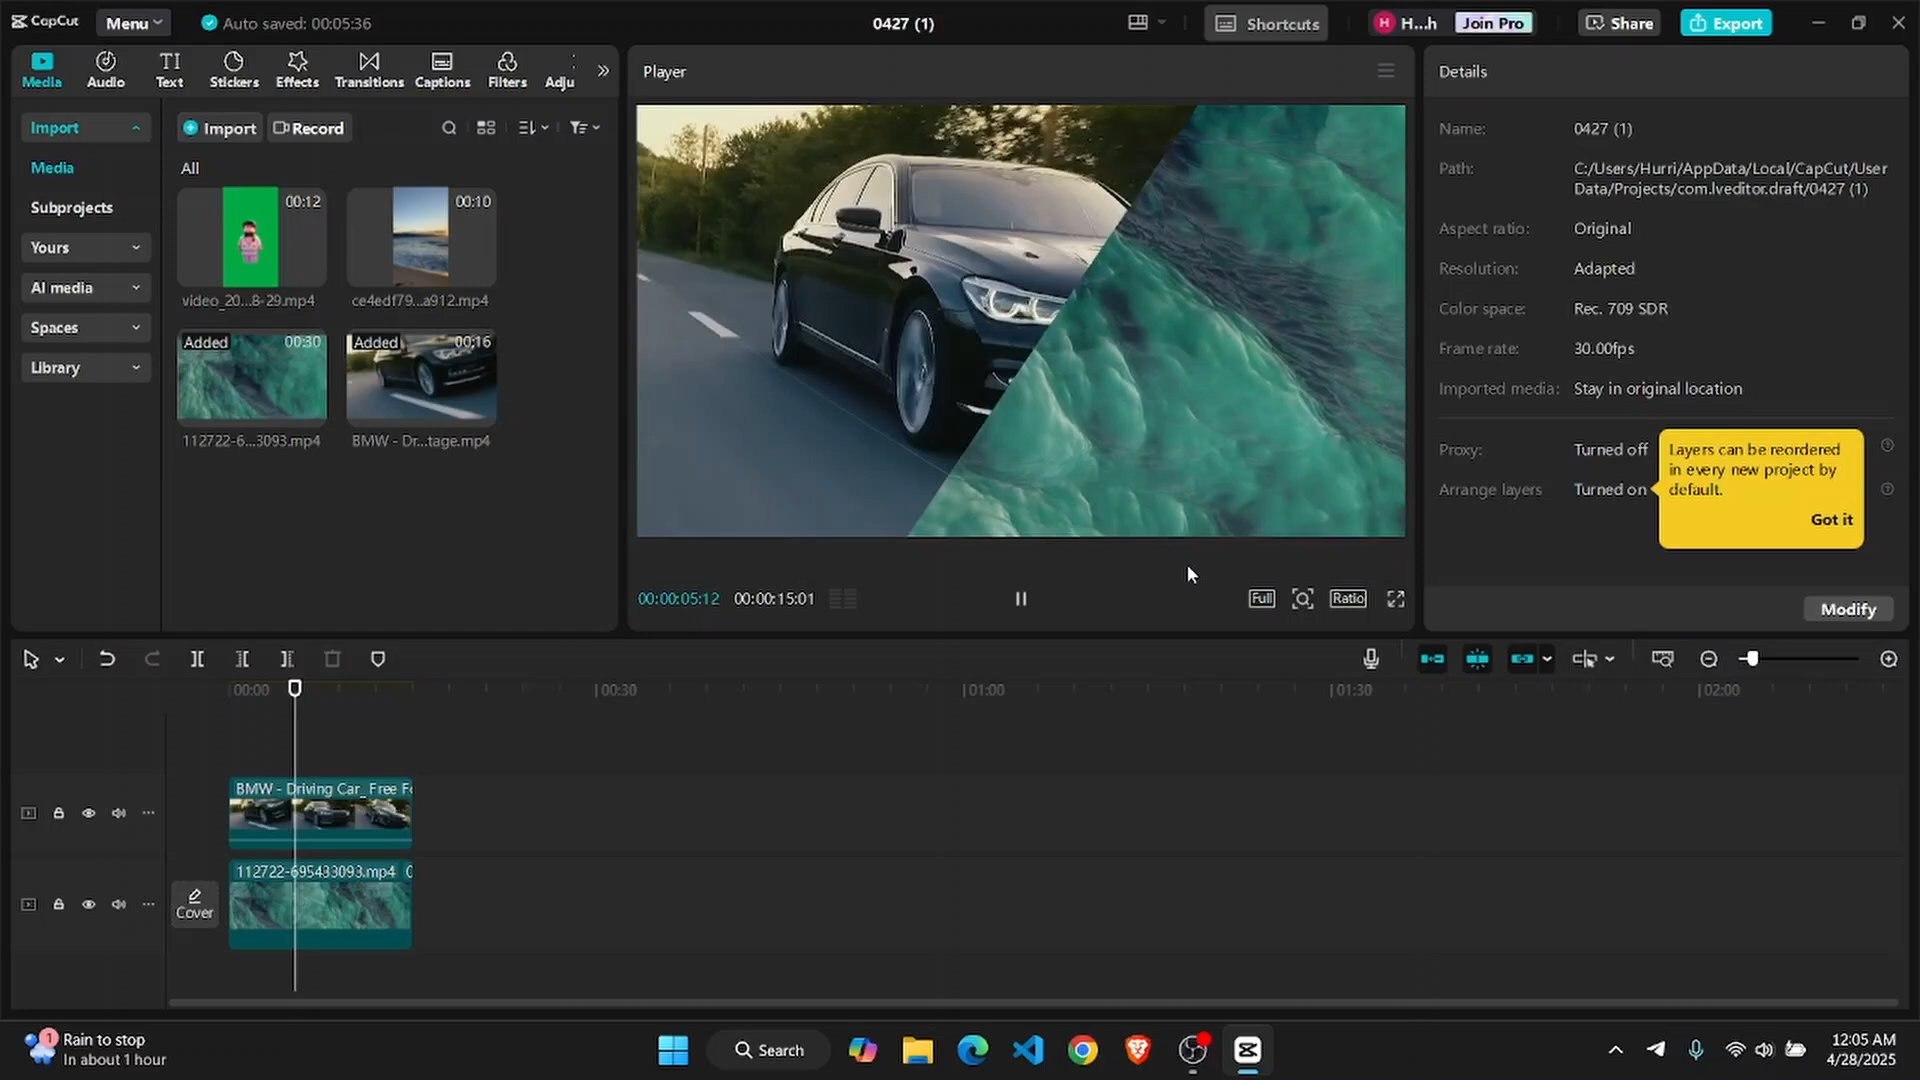 CapCut
Menu
Auto saved: 00:05:36
0427 (1)
Shortcuts
H
H...h
Join Pro
Share
Export
Media
Audio
TI
Text
Stickers
Effects
Transitions
Captions
Filters
Adju
Import
Media
Subprojects
Yours
AI media
Spaces
Library
Import
Record
All
00:12
video_20...8-29.mp4
00:10
ce4edf79...a912.mp4
Added
00:30
112722-6...3093.mp4
Added
00:16
BMW - Dr...tage.mp4
Player
00:00:05:12
00:00:15:01
Full
Ratio
Details
Name:
0427 (1)
Path:
C:/Users/Hurri/AppData/Local/CapCut/User
Data/Projects/com.lveditor.draft/0427 (1)
Aspect ratio:
Original
Resolution:
Adapted
Color space:
Rec. 709 SDR
Frame rate:
30.00fps
Imported media:
Stay in original location
Proxy:
Turned off
Arrange layers
Turned on
Layers can be reordered
in every new project by
default.
Got it
Modify
00:00
00:30
01:00
01:30
02:00
BMW - Driving Car_ Free Fo
112722-695433093.mp4
0
Cover
1
Rain to stop
In about 1 hour
Search
12:05 AM
4/28/2025